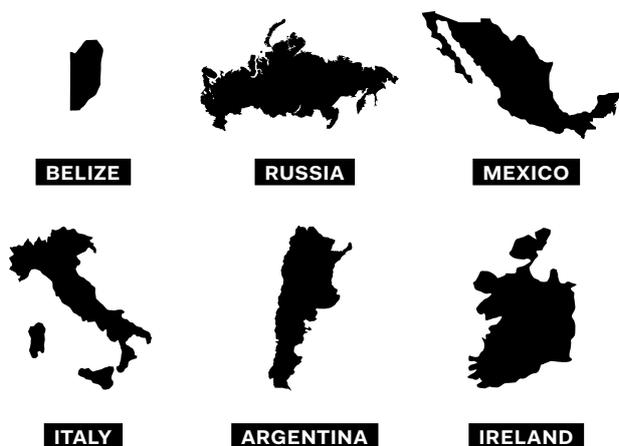 BELIZE
RUSSIA
MEXICO
ITALY
ARGENTINA
IRELAND